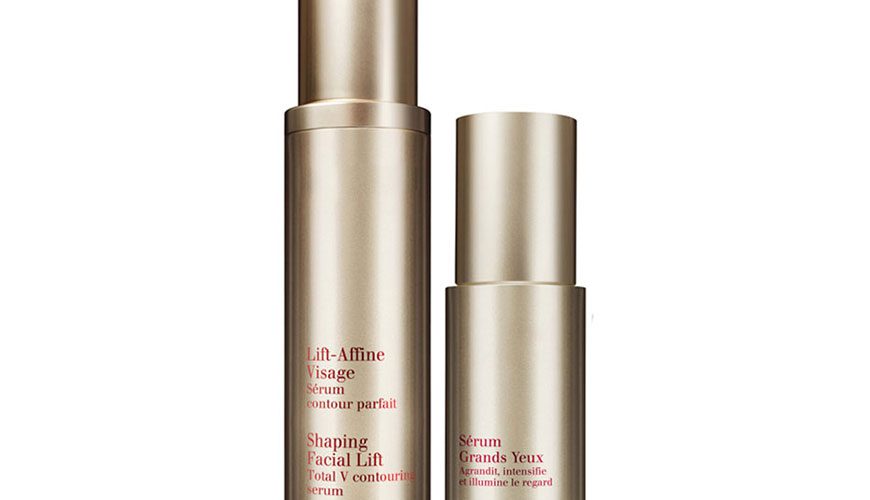 Lift-Affine
Visage
Sérum
contour parfait
Shaping
Facial Lift
Total V contouring
serum
Sérum
Grands Yeux
Agrandit, intensifie
et illumine le regard